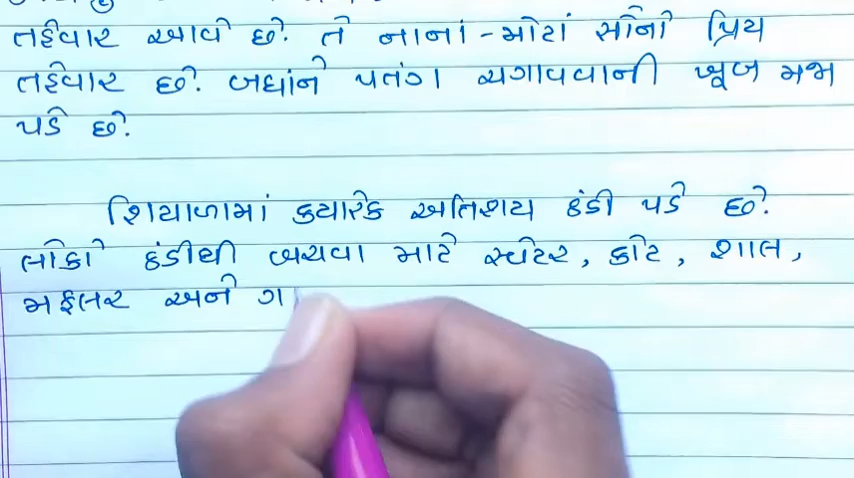 તહેવાર આવે છે. તે નાનાં - મોટાં સૌનો પ્રિય
તહેવાર છે. બધાંને પતંગ ચગાવવાની ખૂબ મજા
પડે છે.
શિયાળામાં ક્યારેક અતિશય ઠંડી પડે છે.
લોકો ઠંડીથી બચવા માટે સ્વેટર, કોટ, શાલ,
મફલર અને ગ